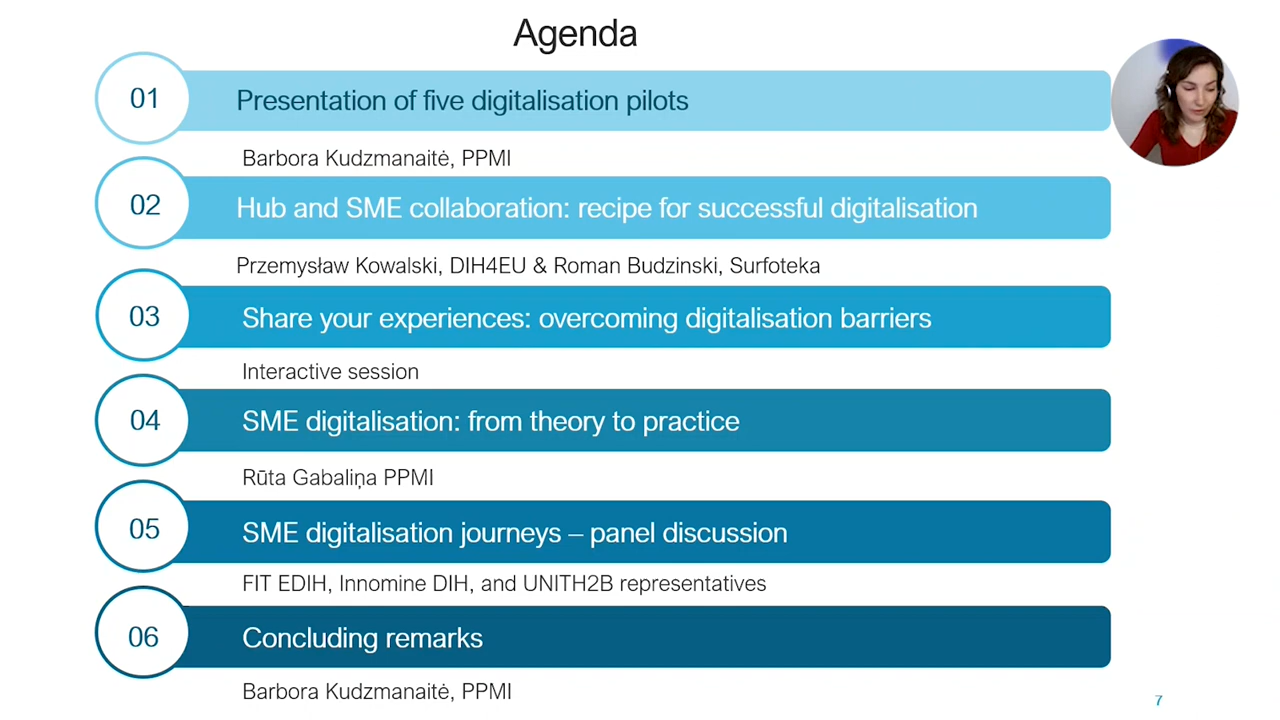 Agenda
01
Presentation of five digitalisation pilots
Barbora Kudzmanaitė, PPMI
02
Hub and SME collaboration: recipe for successful digitalisation
Przemysław Kowalski, DIH4EU & Roman Budzinski, Surfoteka
03
Share your experiences: overcoming digitalisation barriers
Interactive session
04
SME digitalisation: from theory to practice
Rūta Gabaliņa PPMI
05
SME digitalisation journeys – panel discussion
FIT EDIH, Innomine DIH, and UNITH2B representatives
06
Concluding remarks
Barbora Kudzmanaitė, PPMI
7